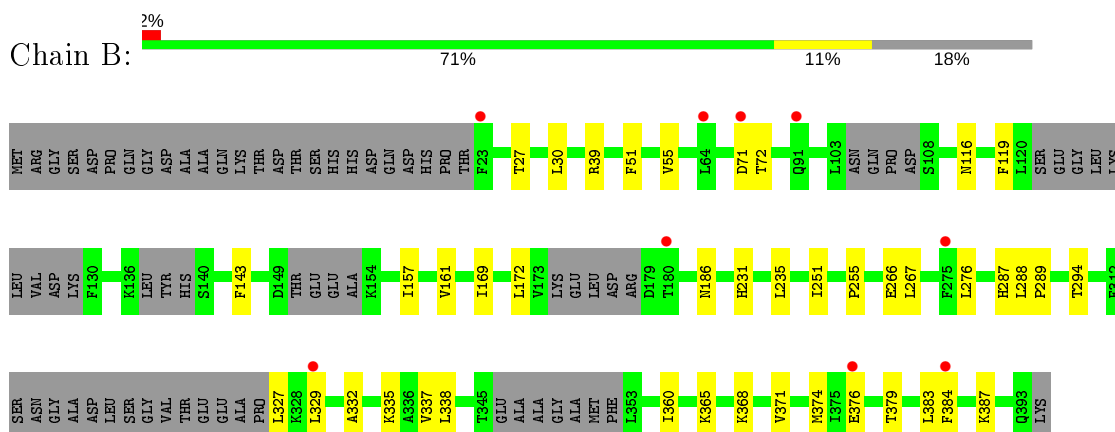 2%
Chain B:
71% 11% 18%
MET ARG GLY SER ASP PRO GLN GLY ASP ALA ALA GLN LYS THR ASP THR SER HIS HIS ASP GLN ASP HIS PRO THR F23 T27 L30 R39 F51 V55 L64 D71 T72 Q91 L103 ASN GLN PRO ASP S108 N116 F119 L120 SER GLU GLY LEU LYS
LEU VAL ASP LYS F130 K136 LEU TYR HIS S140 F143 D149 THR GLU GLU ALA K154 I157 V161 I169 L172 V173 LYS GLU LEU ASP ARG D179 T180 N186 H231 L235 I251 P255 E266 L267 F275 L276 H287 L288 P289 T294 E312
SER ASN GLY ALA ASP LEU SER GLY VAL THR GLU GLU ALA PRO L327 K328 L329 A332 K335 A336 V337 L338 T345 GLU ALA ALA GLY ALA MET PHE L353 I360 K365 K368 V371 M374 I375 E376 T379 L383 F384 K387 Q393 LYS